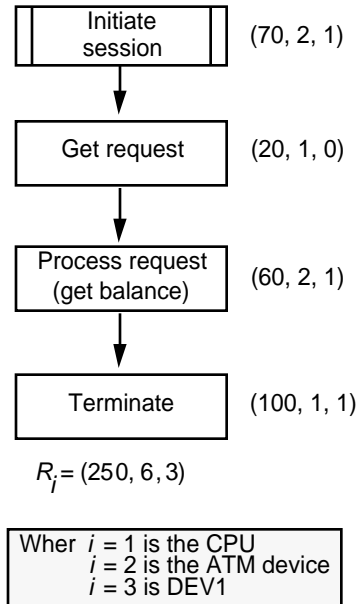 Initiate
session
(70, 2, 1)
Get request
(20, 1, 0)
Process request
(get balance)
(60, 2, 1)
Terminate
(100, 1, 1)
Ri = (250, 6, 3)
Wher i = 1 is the CPU
i = 2 is the ATM device
i = 3 is DEV1